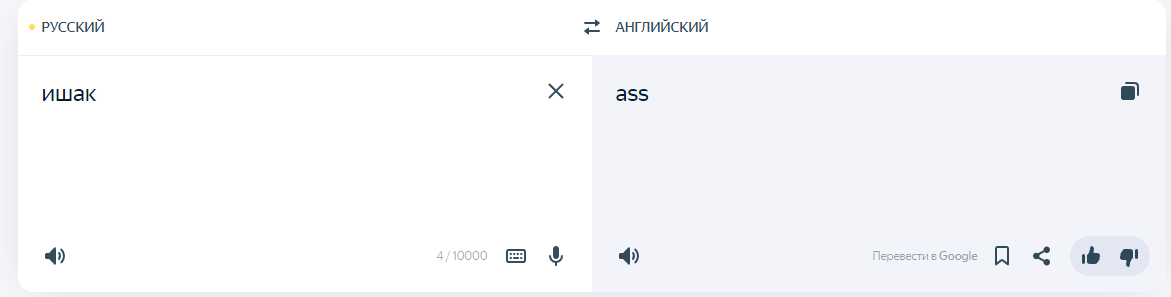 РУССКИЙ
АНГЛИЙСКИЙ
ишак
ass
4 / 10000
Перевести в Google